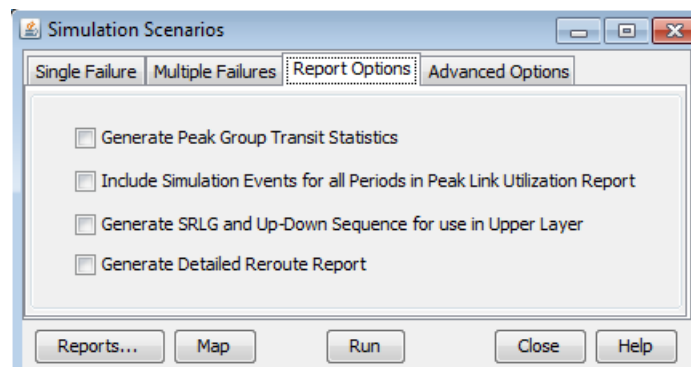 Simulation Scenarios
Single Failure Multiple Failures Report Options Advanced Options
Generate Peak Group Transit Statistics
Include Simulation Events for all Periods in Peak Link Utilization Report
Generate SRLG and Up-Down Sequence for use in Upper Layer
Generate Detailed Reroute Report
Reports... Map Run Close Help